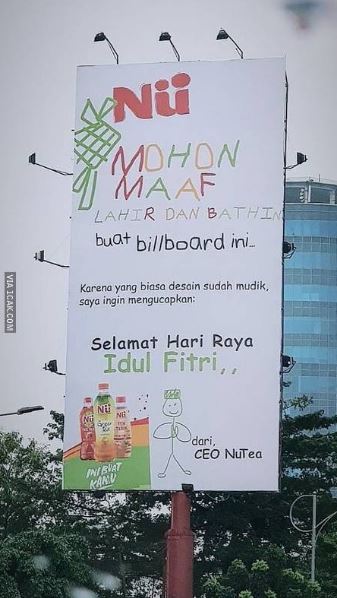 Nü
MOHON
MAAF
LAHIR DAN BATHIN
buat billboard ini...
Karena yang biasa desain sudah mudik,
saya ingin mengucapkan:
Selamat Hari Raya
Idul Fitri,,
dari,
CEO NuTea
Nü
INI BUAT
KAMU
VIA 1CAK.COM